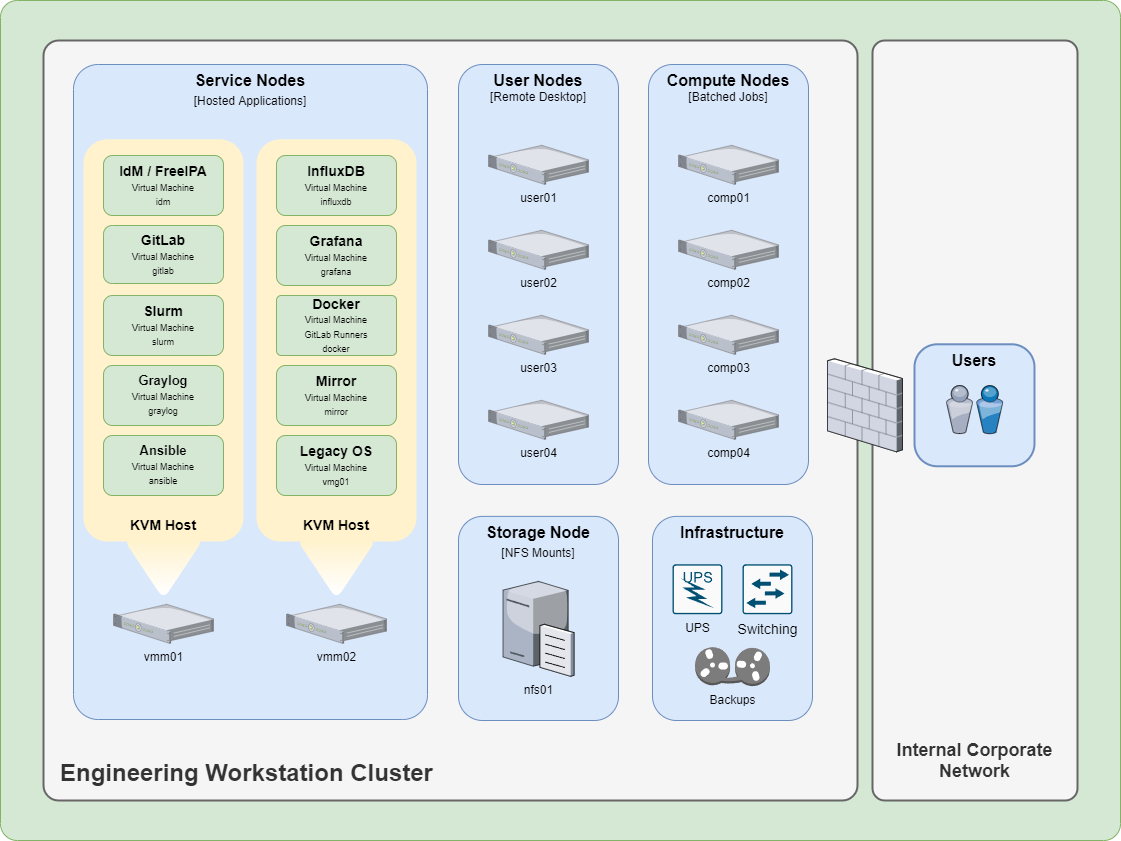 Service Nodes
[Hosted Applications]
IdM / FreeIPA
Virtual Machine
idm
GitLab
Virtual Machine
gitlab
Slurm
Virtual Machine
slurm
Graylog
Virtual Machine
graylog
Ansible
Virtual Machine
ansible
KVM Host
vmm01
InfluxDB
Virtual Machine
influxdb
Grafana
Virtual Machine
grafana
Docker
Virtual Machine
GitLab Runners
docker
Mirror
Virtual Machine
mirror
Legacy OS
Virtual Machine
vmg01
KVM Host
vmm02
User Nodes
[Remote Desktop]
user01
user02
user03
user04
Compute Nodes
[Batched Jobs]
comp01
comp02
comp03
comp04
Storage Node
[NFS Mounts]
nfs01
Infrastructure
UPS
UPS
Switching
Backups
Engineering Workstation Cluster
Users
Internal Corporate
Network